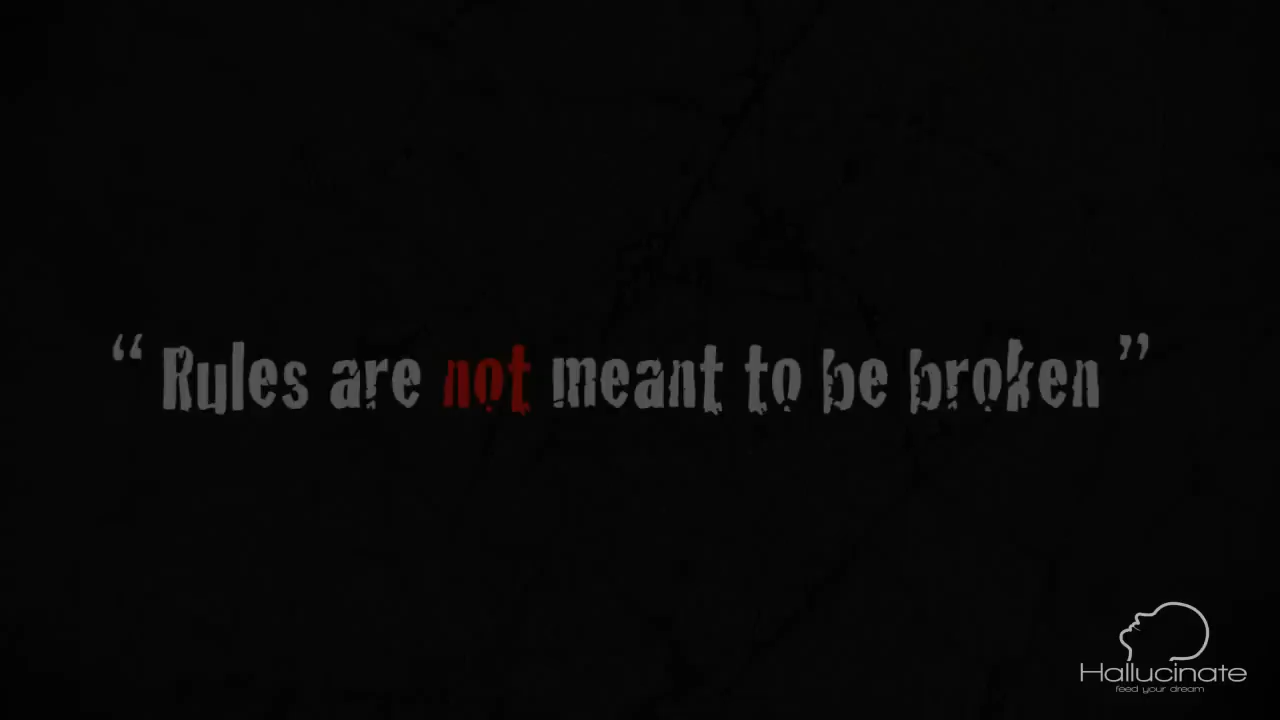 “ Rules are not meant to be broken ”
Hallucinate
feed your dream